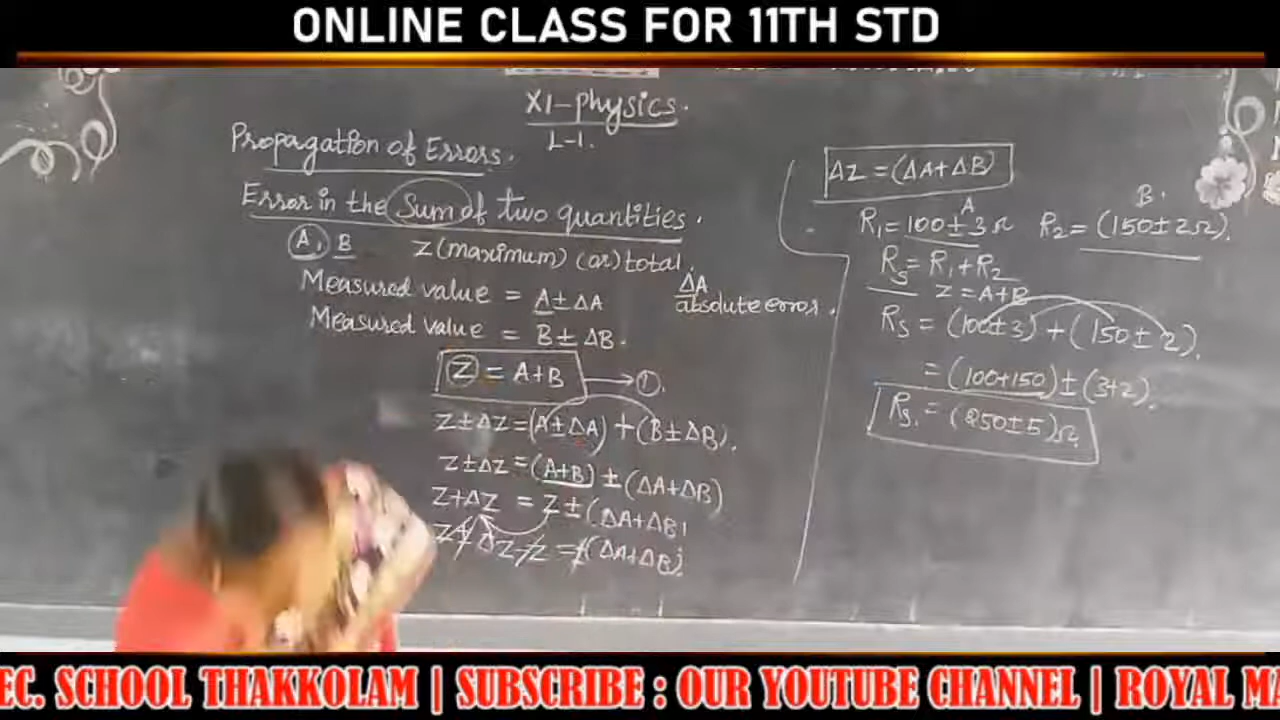 ONLINE CLASS FOR 11TH STD
XI-Physics.
L-1.
Propagation of Errors.
Error in the Sum of two quantities.
A, B Z (maximum) (or) total.
Measured value = A ± ΔA
ΔA
absolute error.
Measured value = B ± ΔB.
Z = A+B → ①.
Z ± ΔZ = (A ± ΔA) + (B ± ΔB).
Z ± ΔZ = (A+B) ± (ΔA+ΔB)
Z+ΔZ = Z ± (ΔA+ΔB)
Z ± ΔZ - Z = ± (ΔA+ΔB).
ΔZ = (ΔA+ΔB)
A B.
R₁ = 100 ± 3 Ω R₂ = (150 ± 2 Ω).
Rs = R₁ + R₂
Z = A+B
Rs = (100 ± 3) + (150 ± 2).
= (100+150) ± (3+2).
Rs. = (250 ± 5) Ω.
EC. SCHOOL THAKKOLAM | SUBSCRIBE : OUR YOUTUBE CHANNEL | ROYAL MA